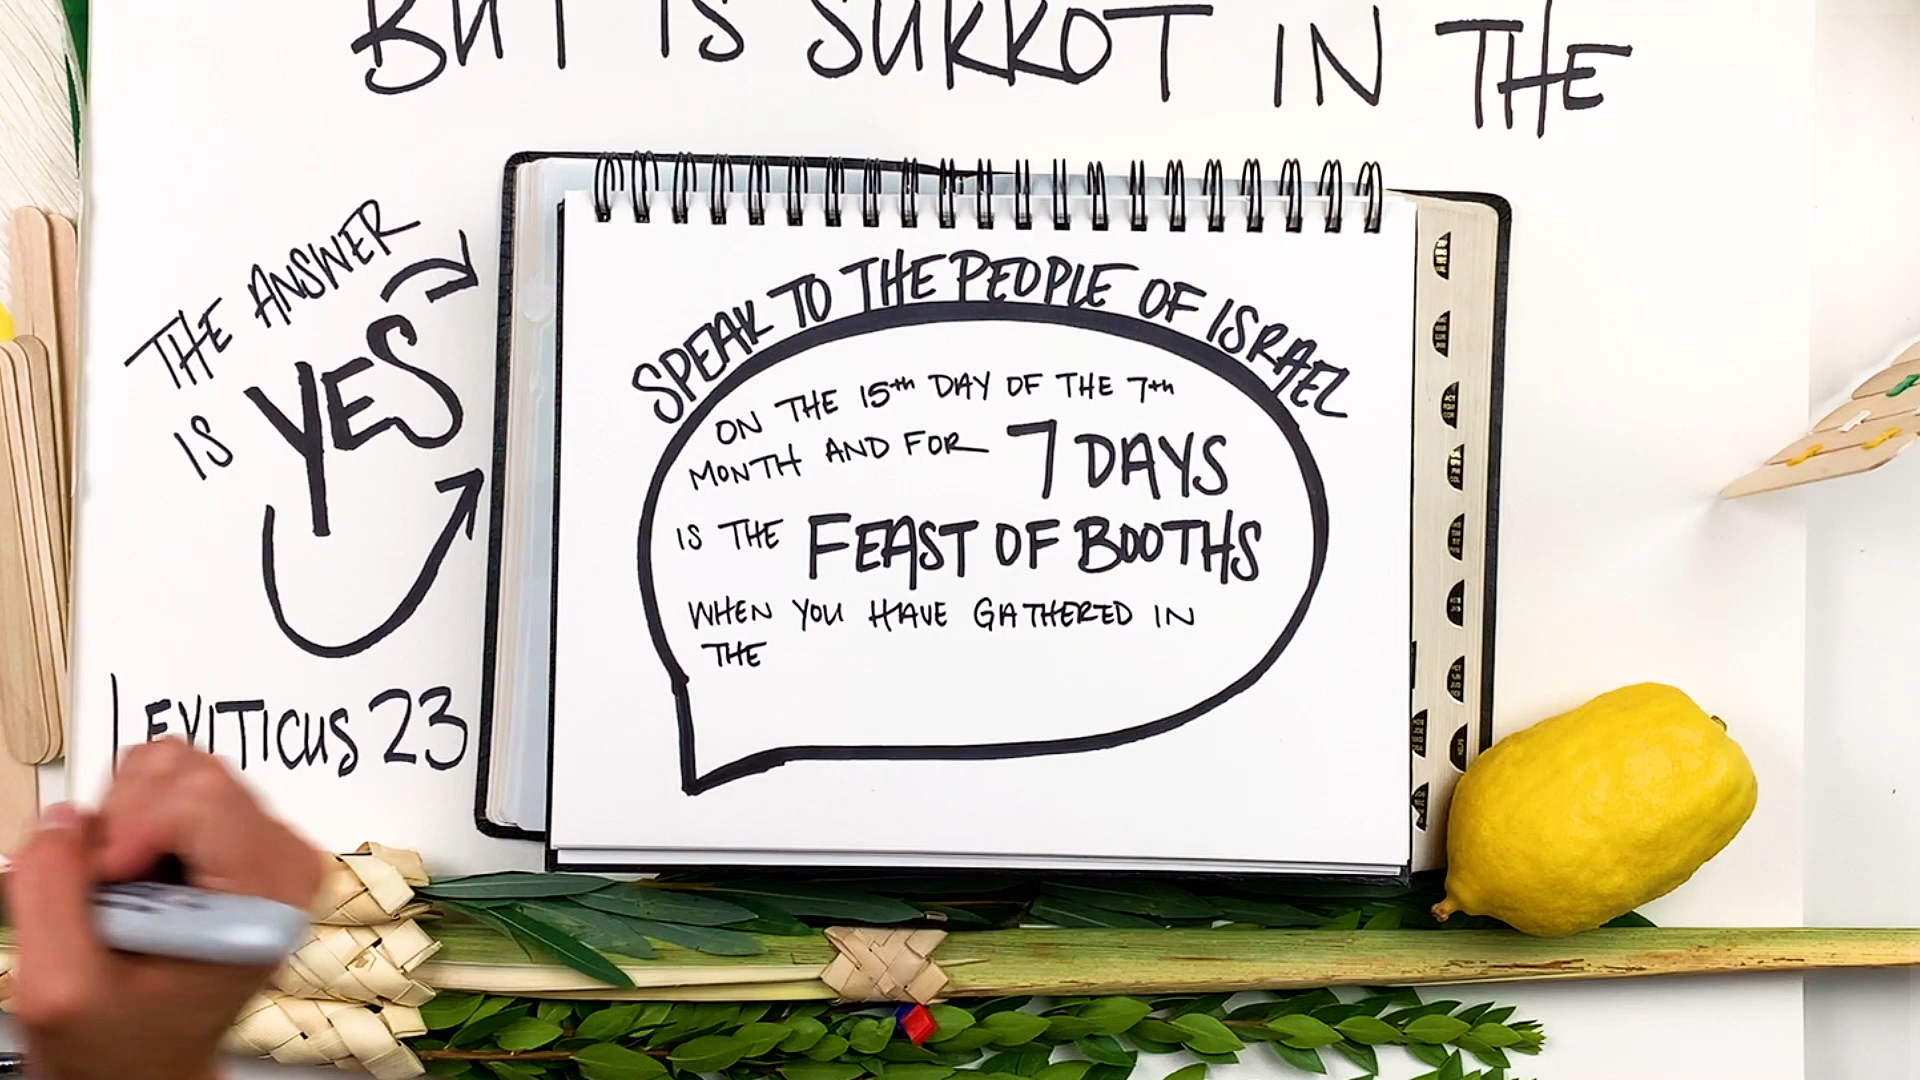 BUT IS SUKKOT IN THE
THE ANSWER
IS YES
LEVITICUS 23
SPEAK TO THE PEOPLE OF ISRAEL
ON THE 15th DAY OF THE 7th
MONTH AND FOR 7 DAYS
IS THE FEAST OF BOOTHS
WHEN YOU HAVE GATHERED IN
THE